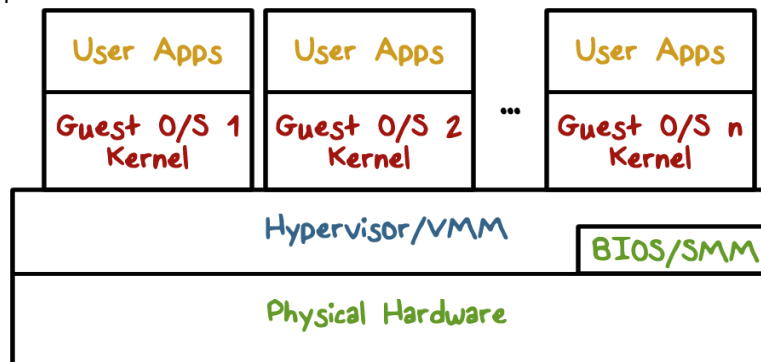 User Apps
User Apps
User Apps
Guest O/S 1
Kernel
Guest O/S 2
Kernel
...
Guest O/S n
Kernel
Hypervisor/VMM
BIOS/SMM
Physical Hardware